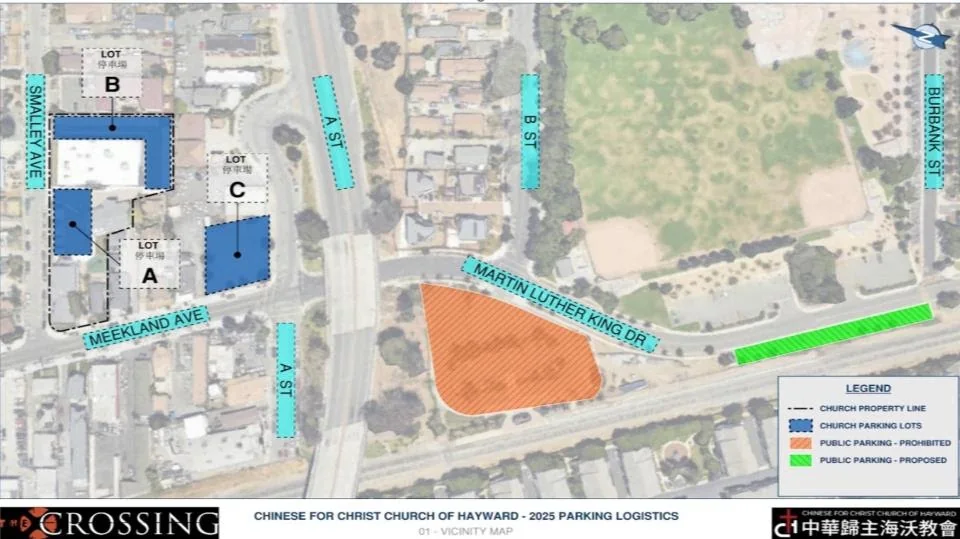 LOT
停車場
B
SMALLEY AVE
A ST
B ST
BURBANK ST
LOT
停車場
C
LOT
停車場
A
MARTIN LUTHER KING DR
MEEKLAND AVE
A ST
LEGEND
CHURCH PROPERTY LINE
CHURCH PARKING LOTS
PUBLIC PARKING - PROHIBITED
PUBLIC PARKING - PROPOSED
THE CROSSING
CHINESE FOR CHRIST CHURCH OF HAYWARD - 2025 PARKING LOGISTICS
01 - VICINITY MAP
CHINESE FOR CHRIST CHURCH OF HAYWARD
中華歸主海沃教會